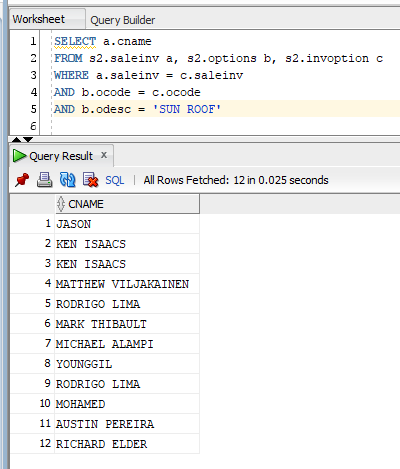 Worksheet Query Builder
1 SELECT a.cname
2 FROM s2.saleinv a, s2.options b, s2.invoption c
3 WHERE a.saleinv = c.saleinv
4 AND b.ocode = c.ocode
5 AND b.odesc = 'SUN ROOF'
6
Query Result x
SQL | All Rows Fetched: 12 in 0.025 seconds
CNAME
1 JASON
2 KEN ISAACS
3 KEN ISAACS
4 MATTHEW VILJAKAINEN
5 RODRIGO LIMA
6 MARK THIBAULT
7 MICHAEL ALAMPI
8 YOUNGGIL
9 RODRIGO LIMA
10 MOHAMED
11 AUSTIN PEREIRA
12 RICHARD ELDER